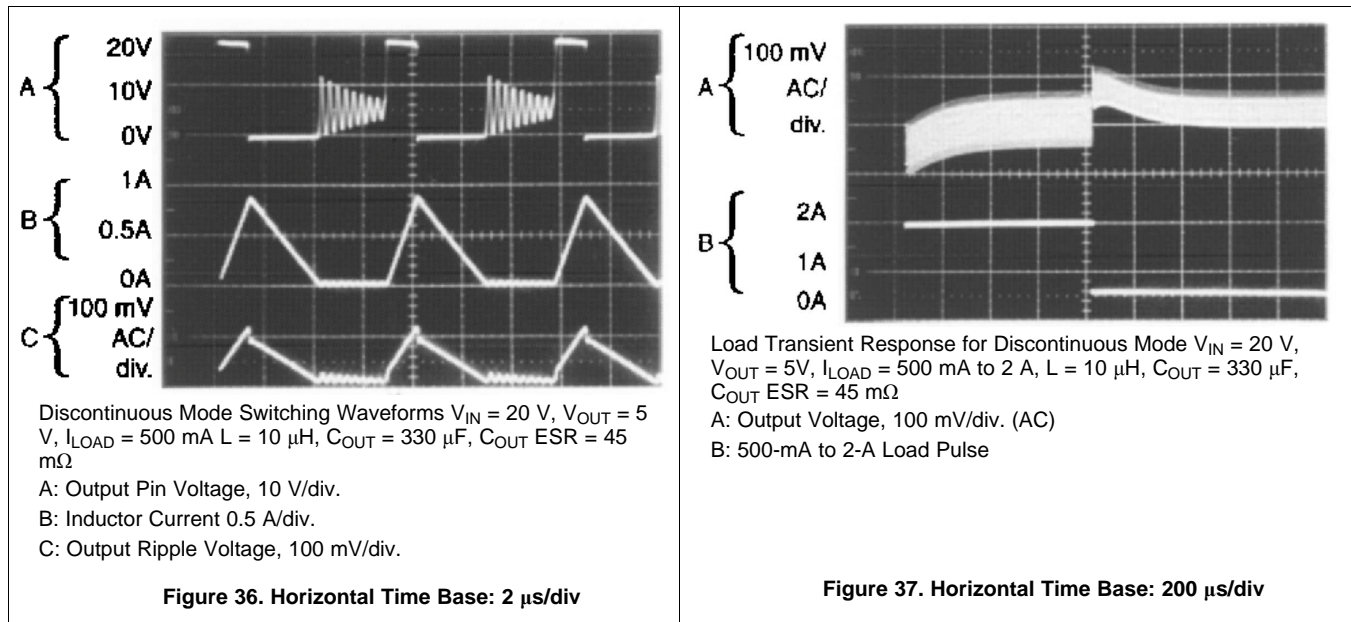 A
20V
10V
0V
B
1A
0.5A
0A
C
100 mV
AC/
div.
Discontinuous Mode Switching Waveforms VIN = 20 V, VOUT = 5
V, ILOAD = 500 mA L = 10 μH, COUT = 330 μF, COUT ESR = 45
mΩ
A: Output Pin Voltage, 10 V/div.
B: Inductor Current 0.5 A/div.
C: Output Ripple Voltage, 100 mV/div.
Figure 36. Horizontal Time Base: 2 μs/div
A
100 mV
AC/
div.
B
2A
1A
0A
Load Transient Response for Discontinuous Mode VIN = 20 V,
VOUT = 5V, ILOAD = 500 mA to 2 A, L = 10 μH, COUT = 330 μF,
COUT ESR = 45 mΩ
A: Output Voltage, 100 mV/div. (AC)
B: 500-mA to 2-A Load Pulse
Figure 37. Horizontal Time Base: 200 μs/div